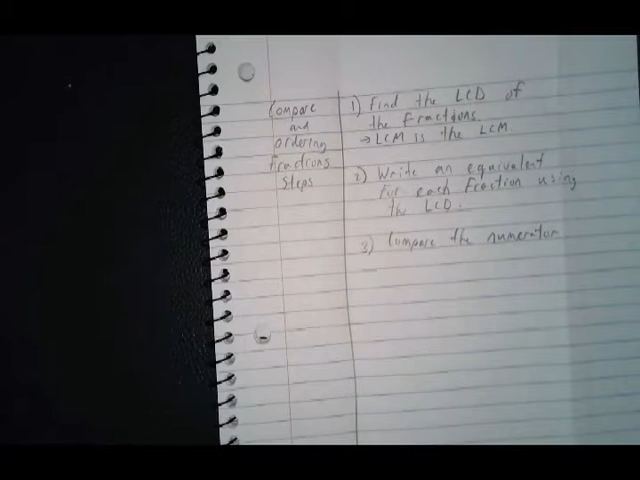 Compare
and
Ordering
Fractions
Steps
1) Find the LCD of
the fractions.
→ LCM is the LCM
2) Write an equivalent
for each fraction using
the LCD.
3) Compare the numerator